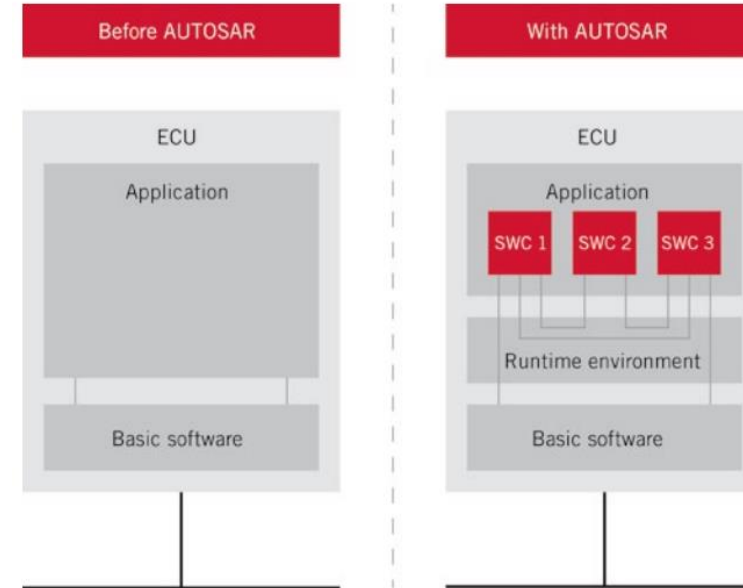 Before AUTOSAR
ECU
Application
Basic software
With AUTOSAR
ECU
Application
SWC 1 SWC 2 SWC 3
Runtime environment
Basic software